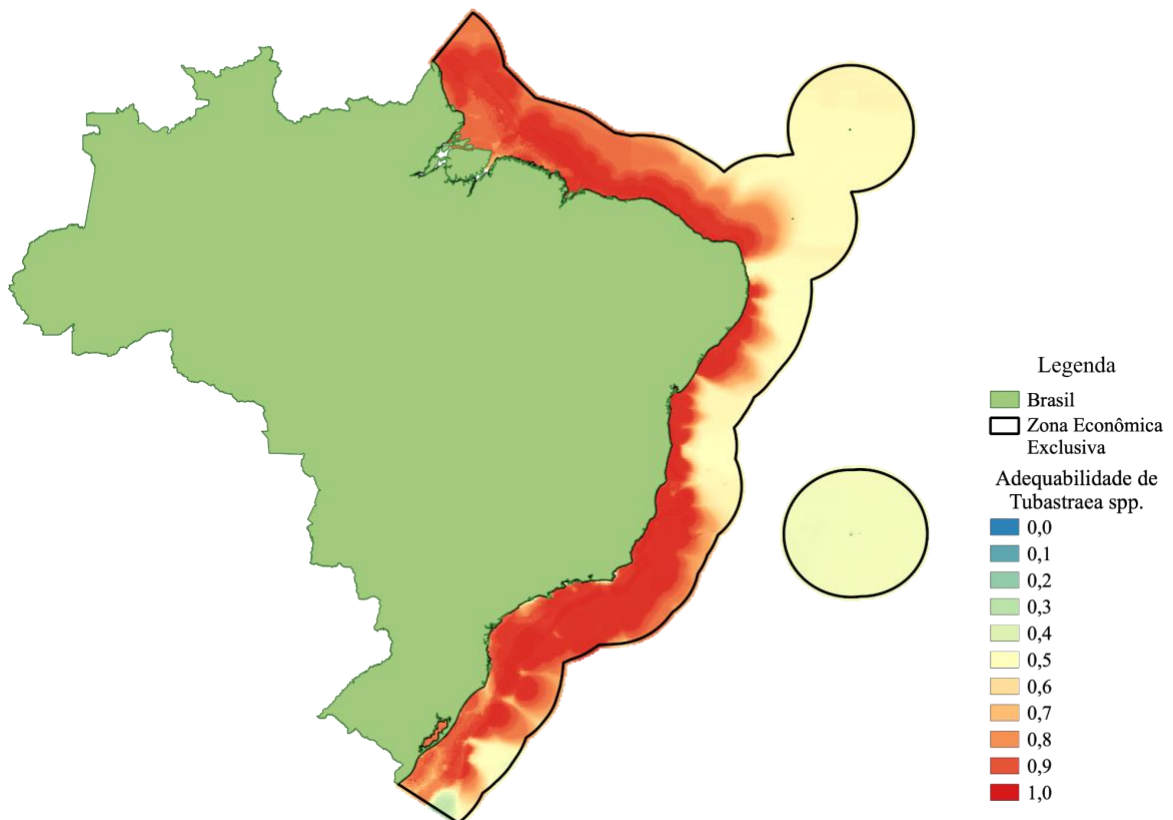 Legenda
Brasil
Zona Econômica
Exclusiva
Adequabilidade de
Tubastraea spp.
0,0
0,1
0,2
0,3
0,4
0,5
0,6
0,7
0,8
0,9
1,0